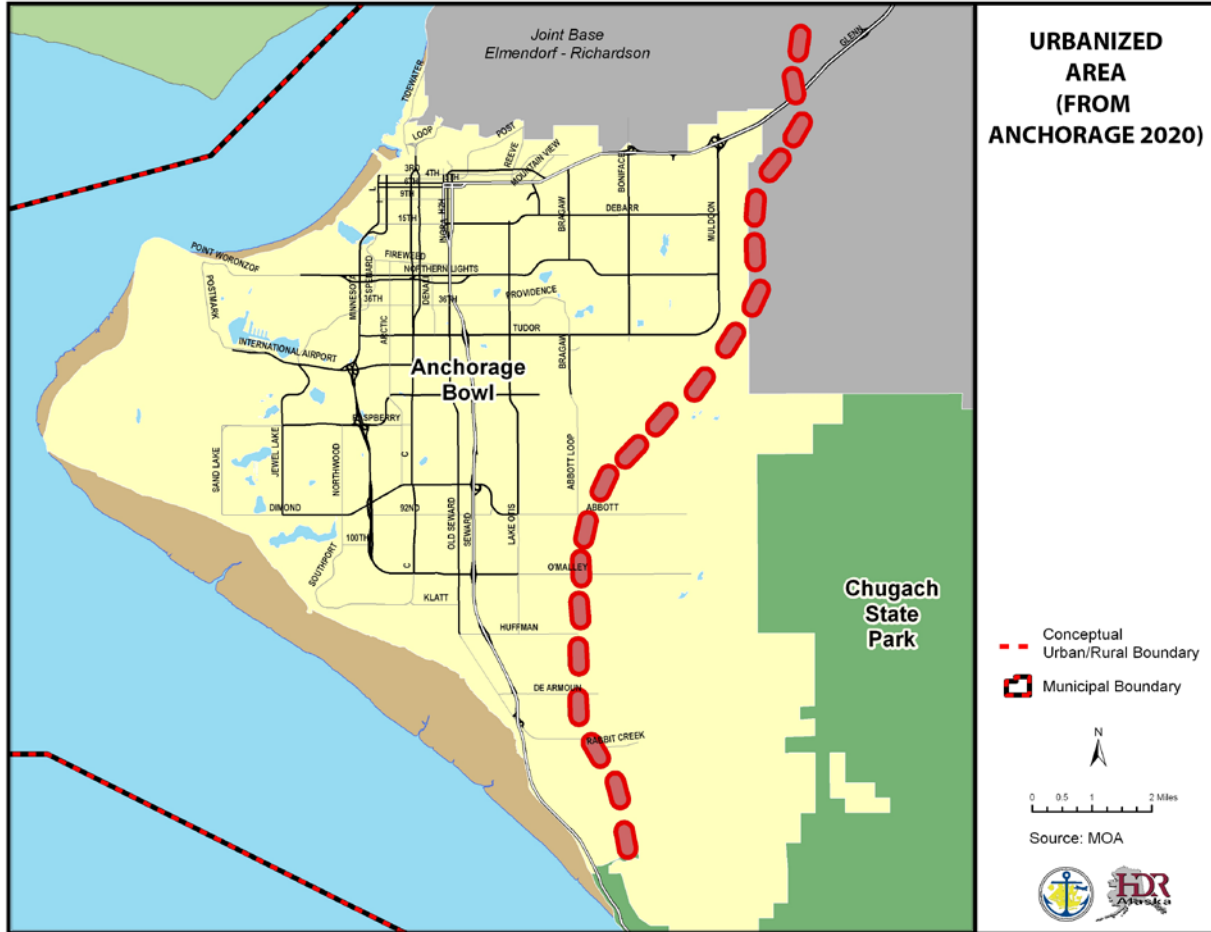 Joint Base
Elmendorf - Richardson
GLENN
TIDEWATER
LOOP
POST
REEVE
MOUNTAIN VIEW
3RD
4TH
6TH
15TH
9TH
L
I
15TH
INGRA
BONIFACE
BRAGAW
DEBARR
MULDOON
POINT WORONZOF
POSTMARK
FIREWEED
NORTHERN LIGHTS
MINNESOTA
SPENARD
DENALI
36TH
36TH
PROVIDENCE
ARCTIC
TUDOR
INTERNATIONAL AIRPORT
BRAGAW
Anchorage
Bowl
RASPBERRY
SAND LAKE
JEWEL LAKE
NORTHWOOD
C
ABBOTT LOOP
DIMOND
92ND
OLD SEWARD
SEWARD
LAKE OTIS
ABBOTT
100TH
SOUTHPORT
C
O'MALLEY
KLATT
HUFFMAN
DE ARMOUN
RABBIT CREEK
Chugach
State
Park
URBANIZED
AREA
(FROM
ANCHORAGE 2020)
Conceptual
Urban/Rural Boundary
Municipal Boundary
N
0 0.5 1 2 Miles
Source: MOA
HDR
Alaska